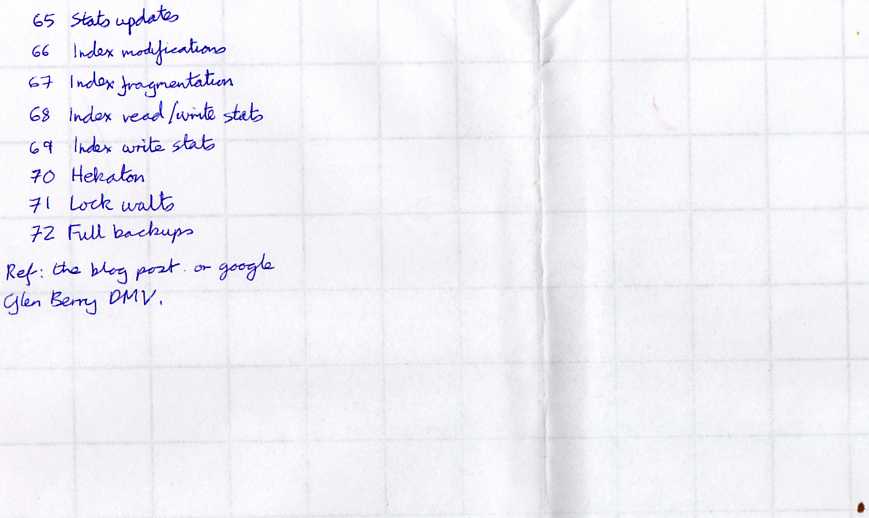 65 Stats updates
66 Index modifications
67 Index fragmentation
68 Index read/write stats
69 Index write stats
70 Hekaton
71 Lock waits
72 Full backups
Ref: the blog post. or google
Glen Berry DMV.